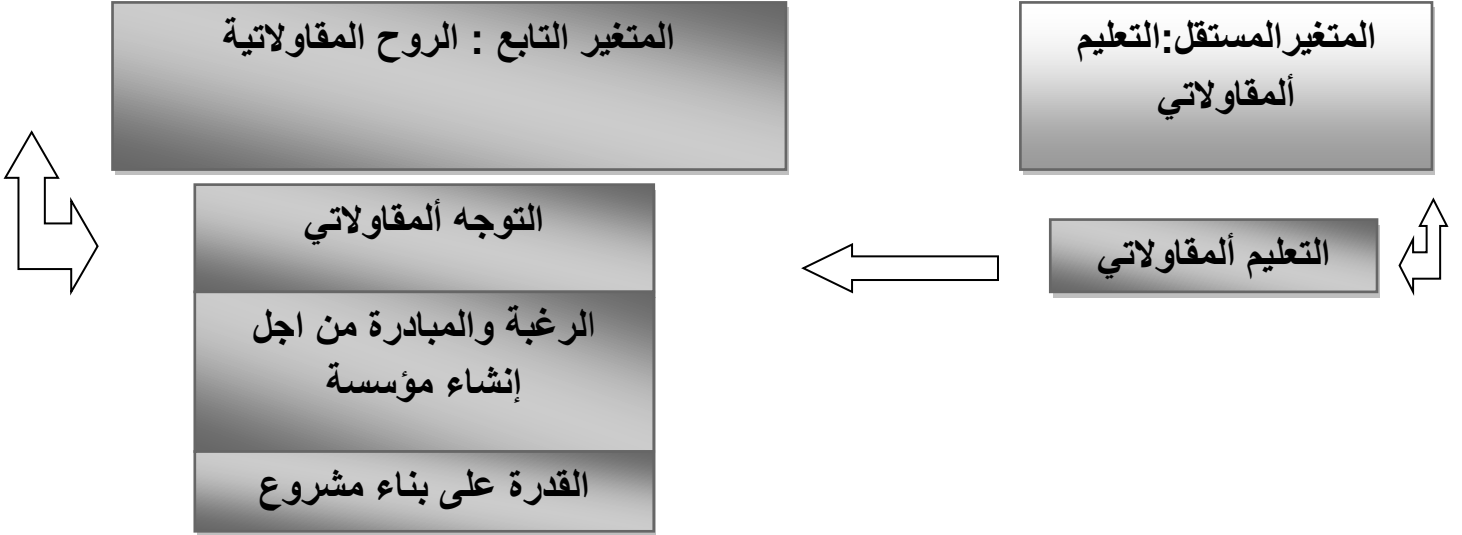 المتغيرالمستقل:التعليم
ألمقاولاتي
التعليم ألمقاولاتي
المتغير التابع : الروح المقاولاتية
التوجه ألمقاولاتي
الرغبة والمبادرة من اجل
إنشاء مؤسسة
القدرة على بناء مشروع